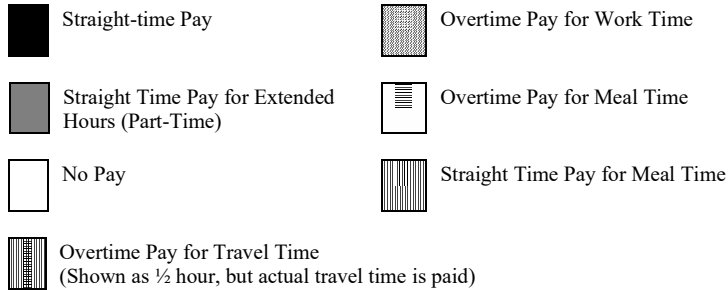 Straight-time Pay
Overtime Pay for Work Time
Straight Time Pay for Extended
Hours (Part-Time)
Overtime Pay for Meal Time
No Pay
Straight Time Pay for Meal Time
Overtime Pay for Travel Time
(Shown as ½ hour, but actual travel time is paid)